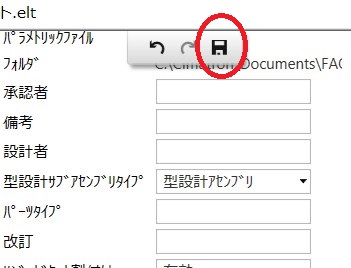 ト.elt
ﾊﾟﾗﾒﾄﾘｯｸﾌｧｲﾙ
ﾌｫﾙﾀﾞ C:\Cimatron\Documents\FAC
承認者
備考
設計者
型設計ｻﾌﾞｱｾﾝﾌﾞﾘﾀｲﾌﾟ 型設計ｱｾﾝﾌﾞﾘ
ﾊﾟｰﾂﾀｲﾌﾟ
改訂